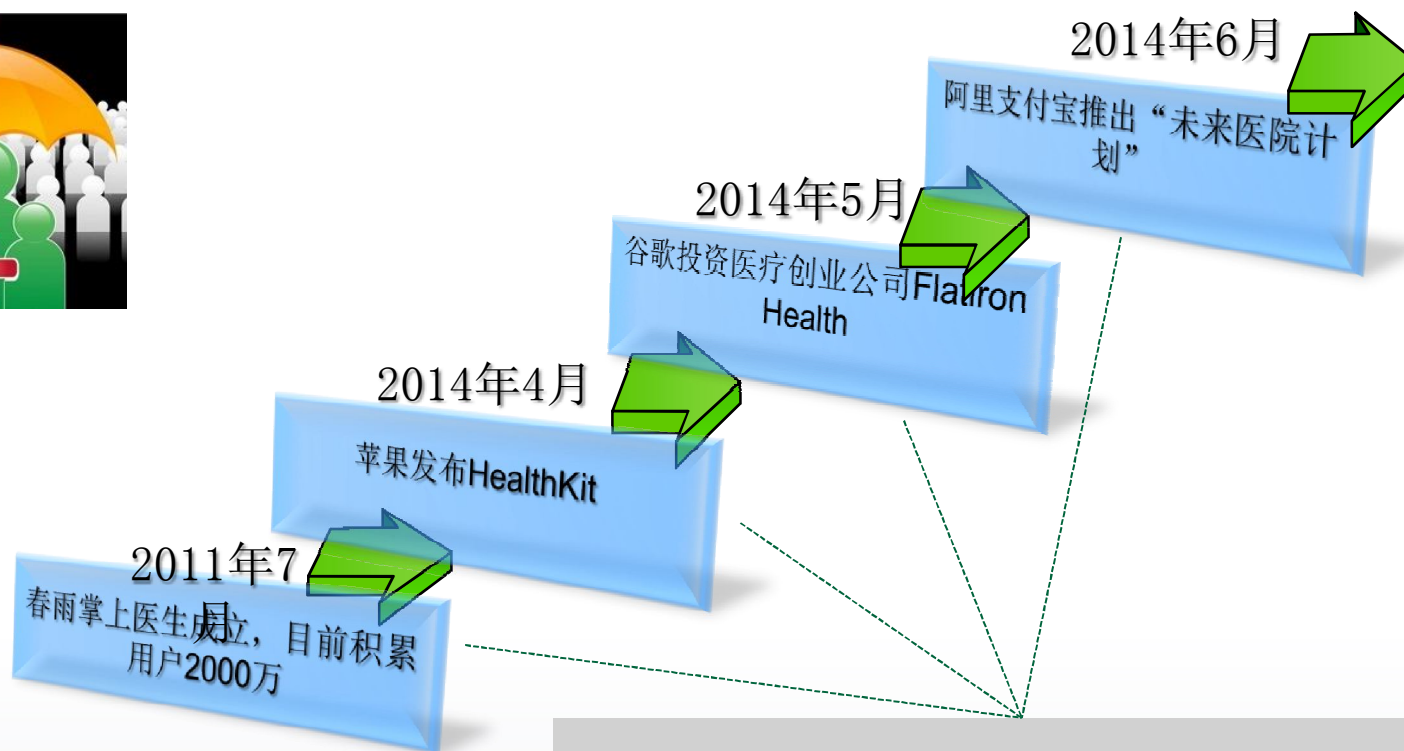 2014年6月
阿里支付宝推出“未来医院计
划”
2014年5月
谷歌投资医疗创业公司Flatiron
Health
2014年4月
苹果发布HealthKit
2011年7
月
春雨掌上医生成立，目前积累
用户2000万